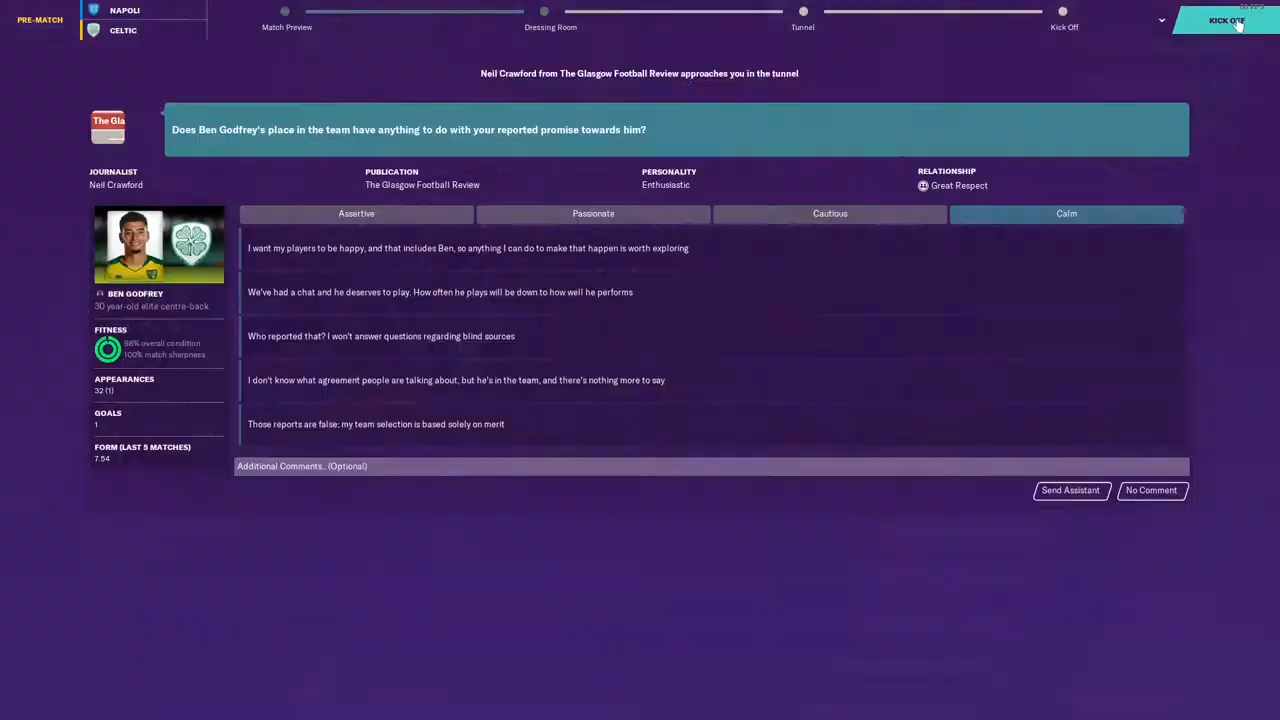 PRE-MATCH
NAPOLI
CELTIC
Match Preview
Dressing Room
Tunnel
Kick Off
KICK OFF
Neil Crawford from The Glasgow Football Review approaches you in the tunnel
The Gla
Does Ben Godfrey's place in the team have anything to do with your reported promise towards him?
JOURNALIST
Neil Crawford
PUBLICATION
The Glasgow Football Review
PERSONALITY
Enthusiastic
RELATIONSHIP
Great Respect
Assertive
Passionate
Cautious
Calm
I want my players to be happy, and that includes Ben, so anything I can do to make that happen is worth exploring
We've had a chat and he deserves to play. How often he plays will be down to how well he performs
Who reported that? I won't answer questions regarding blind sources
I don't know what agreement people are talking about, but he's in the team, and there's nothing more to say
Those reports are false; my team selection is based solely on merit
BEN GODFREY
30 year-old elite centre-back
FITNESS
98% overall condition
100% match sharpness
APPEARANCES
32 (1)
GOALS
1
FORM (LAST 5 MATCHES)
7.54
Additional Comments.. (Optional)
Send Assistant
No Comment